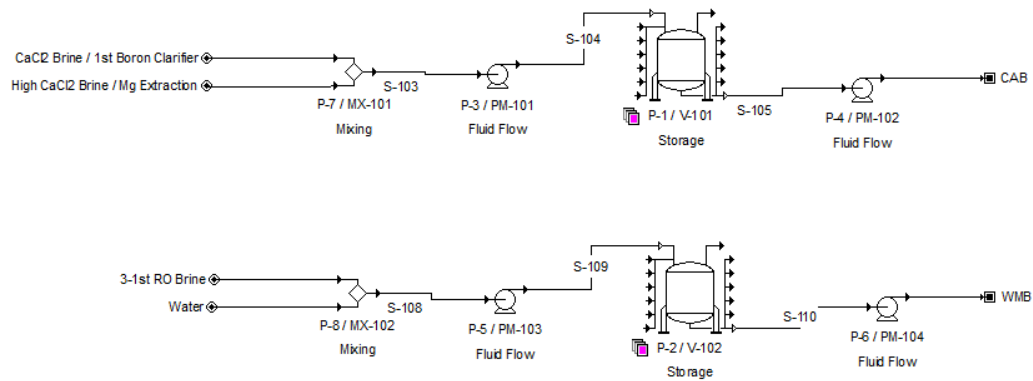 S-104
CaCl2 Brine / 1st Boron Clarifier
High CaCl2 Brine / Mg Extraction
S-103
CAB
P-7 / MX-101
P-3 / PM-101
S-105
P-1 / V-101
P-4 / PM-102
Mixing
Fluid Flow
Storage
Fluid Flow
S-109
3-1st RO Brine
Water
S-108
WMB
S-110
P-8 / MX-102
P-5 / PM-103
P-2 / V-102
P-6 / PM-104
Mixing
Fluid Flow
Storage
Fluid Flow